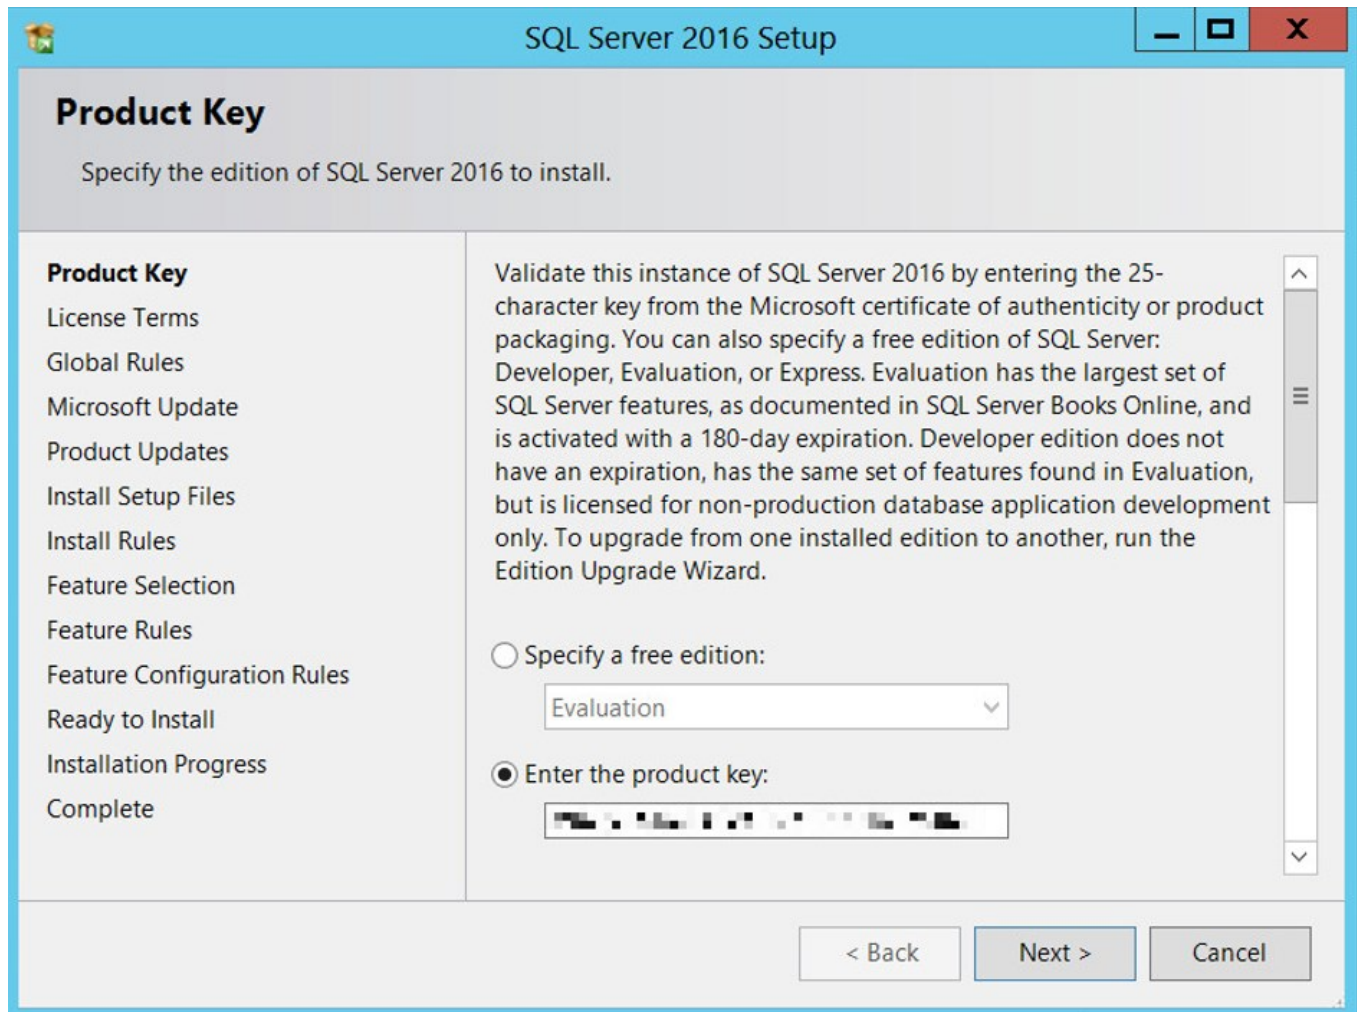 SQL Server 2016 Setup
X
Product Key
Specify the edition of SQL Server 2016 to install.
Product Key
License Terms
Global Rules
Microsoft Update
Product Updates
Install Setup Files
Install Rules
Feature Selection
Feature Rules
Feature Configuration Rules
Ready to Install
Installation Progress
Complete
Validate this instance of SQL Server 2016 by entering the 25-
character key from the Microsoft certificate of authenticity or product
packaging. You can also specify a free edition of SQL Server:
Developer, Evaluation, or Express. Evaluation has the largest set of
SQL Server features, as documented in SQL Server Books Online, and
is activated with a 180-day expiration. Developer edition does not
have an expiration, has the same set of features found in Evaluation,
but is licensed for non-production database application development
only. To upgrade from one installed edition to another, run the
Edition Upgrade Wizard.
Specify a free edition:
Evaluation
Enter the product key:
< Back
Next >
Cancel